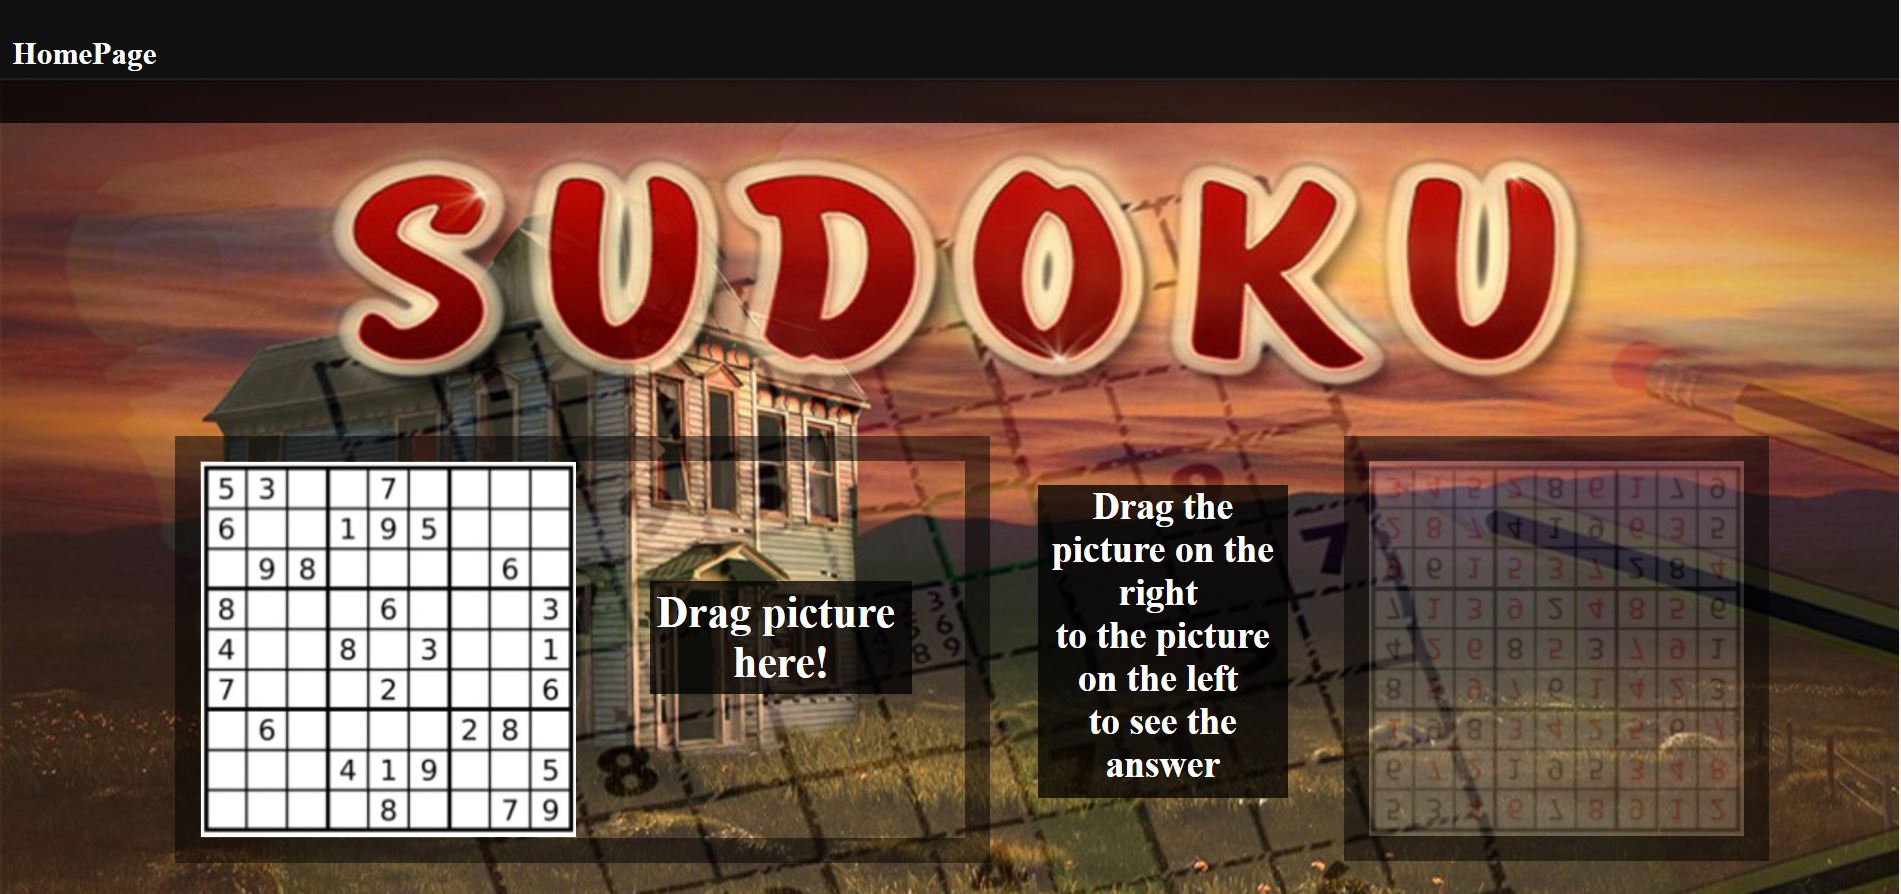 HomePage
SUDOKU
5 3 7
6 1 9 5
9 8 6
8 6 3
4 8 3 1
7 2 6
6 2 8
4 1 9 5
8 7 9
Drag picture
here!
Drag the
picture on the
right
to the picture
on the left
to see the
answer
7
8